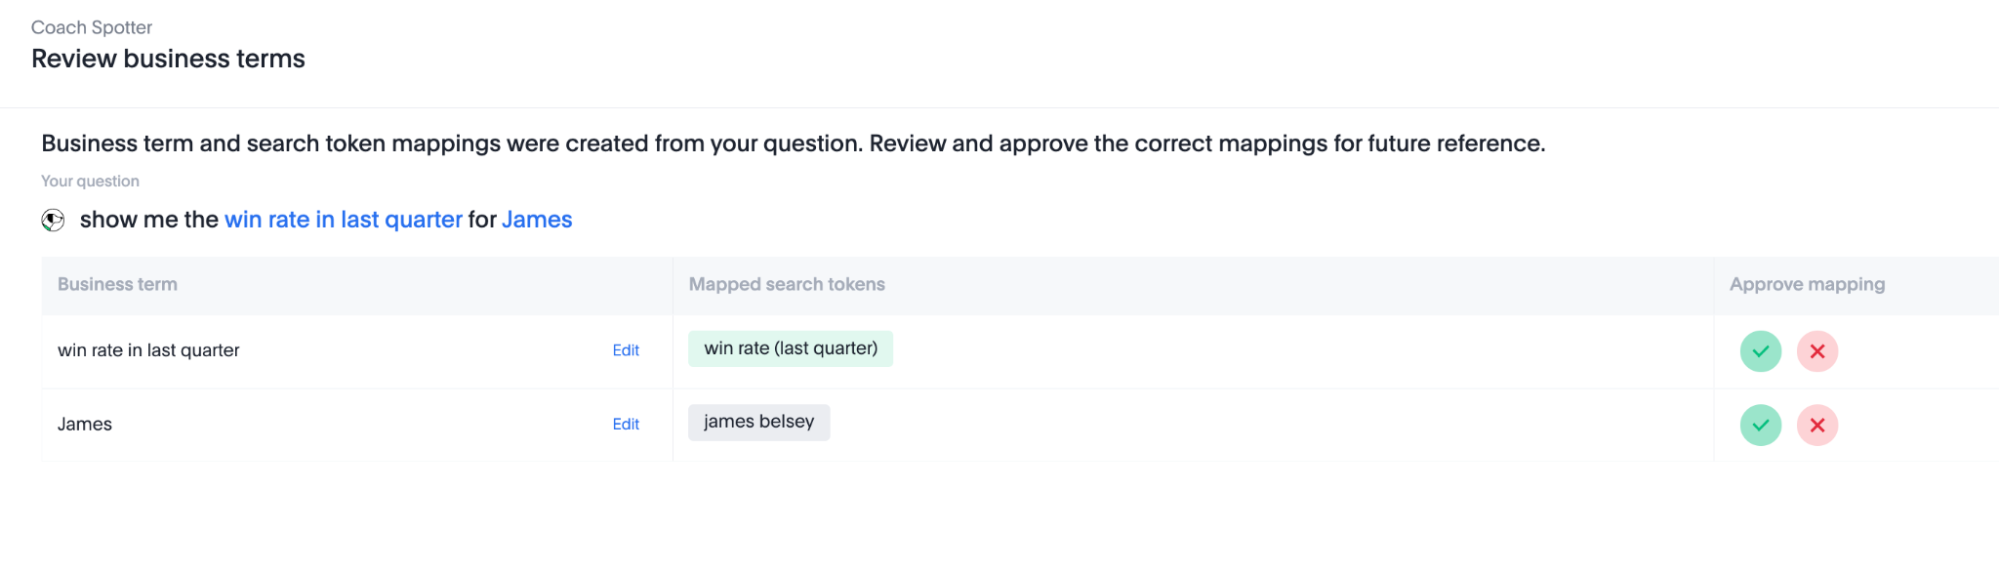 Coach Spotter
Review business terms
Business term and search token mappings were created from your question. Review and approve the correct mappings for future reference.
Your question
show me the win rate in last quarter for James
Business term Mapped search tokens Approve mapping
win rate in last quarter Edit win rate (last quarter)
James Edit james belsey